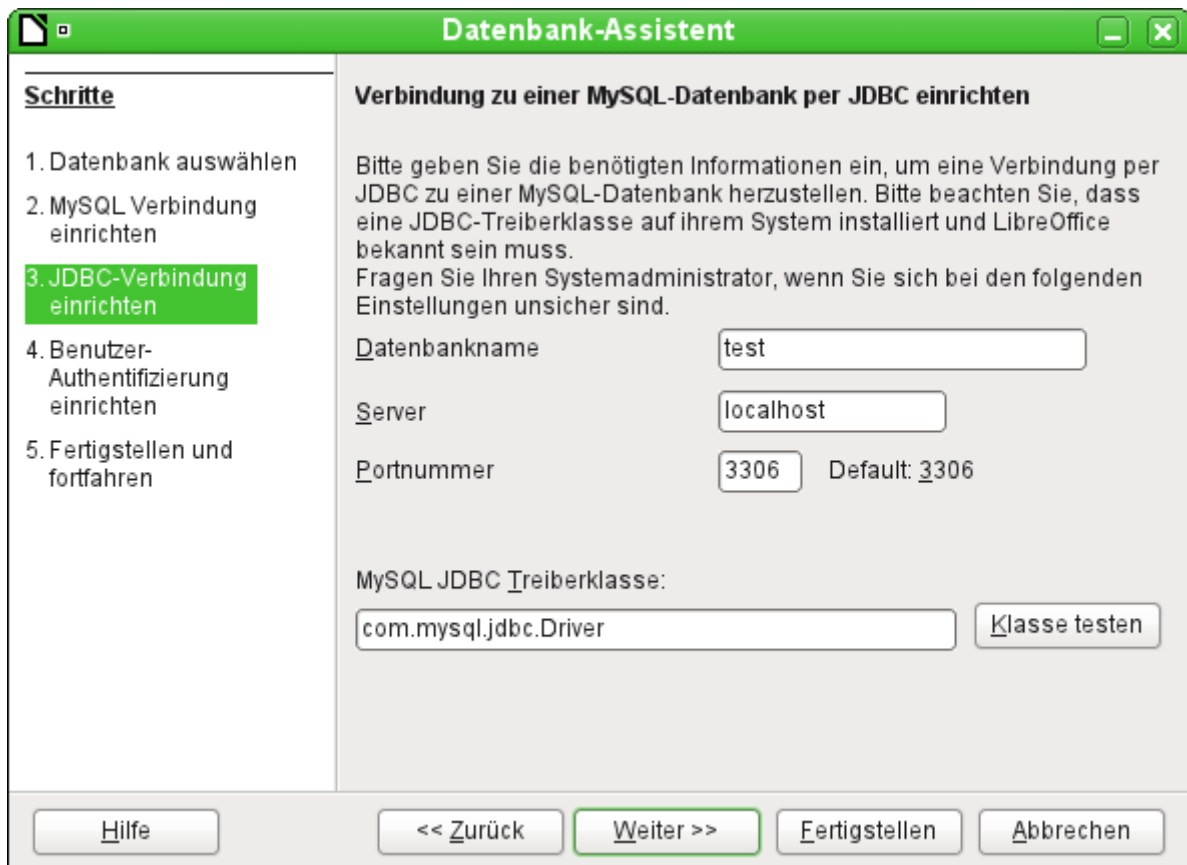 Datenbank-Assistent
Schritte
1. Datenbank auswählen
2. MySQL Verbindung
einrichten
3. JDBC-Verbindung
einrichten
4. Benutzer-
Authentifizierung
einrichten
5. Fertigstellen und
fortfahren
Verbindung zu einer MySQL-Datenbank per JDBC einrichten
Bitte geben Sie die benötigten Informationen ein, um eine Verbindung per
JDBC zu einer MySQL-Datenbank herzustellen. Bitte beachten Sie, dass
eine JDBC-Treiberklasse auf ihrem System installiert und LibreOffice
bekannt sein muss.
Fragen Sie Ihren Systemadministrator, wenn Sie sich bei den folgenden
Einstellungen unsicher sind.
Datenbankname test
Server localhost
Portnummer 3306 Default: 3306
MySQL JDBC Treiberklasse:
com.mysql.jdbc.Driver Klasse testen
Hilfe << Zurück Weiter >> Fertigstellen Abbrechen